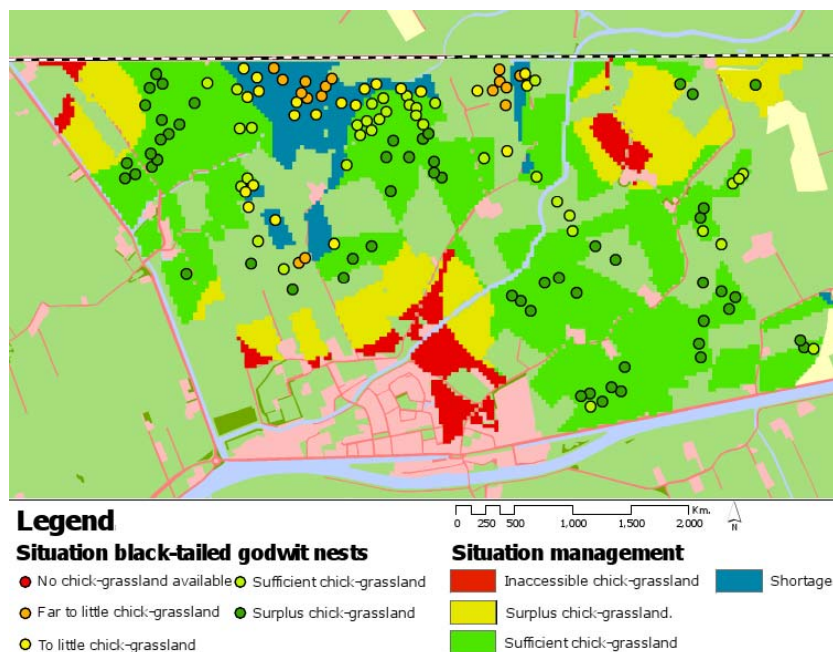 Legend
Km.
0 250 500 1,000 1,500 2,000
N
Situation black-tailed godwit nests
No chick-grassland available
Sufficient chick-grassland
Far to little chick-grassland
Surplus chick-grassland
To little chick-grassland
Situation management
Inaccessible chick-grassland
Shortage
Surplus chick-grassland.
Sufficient chick-grassland